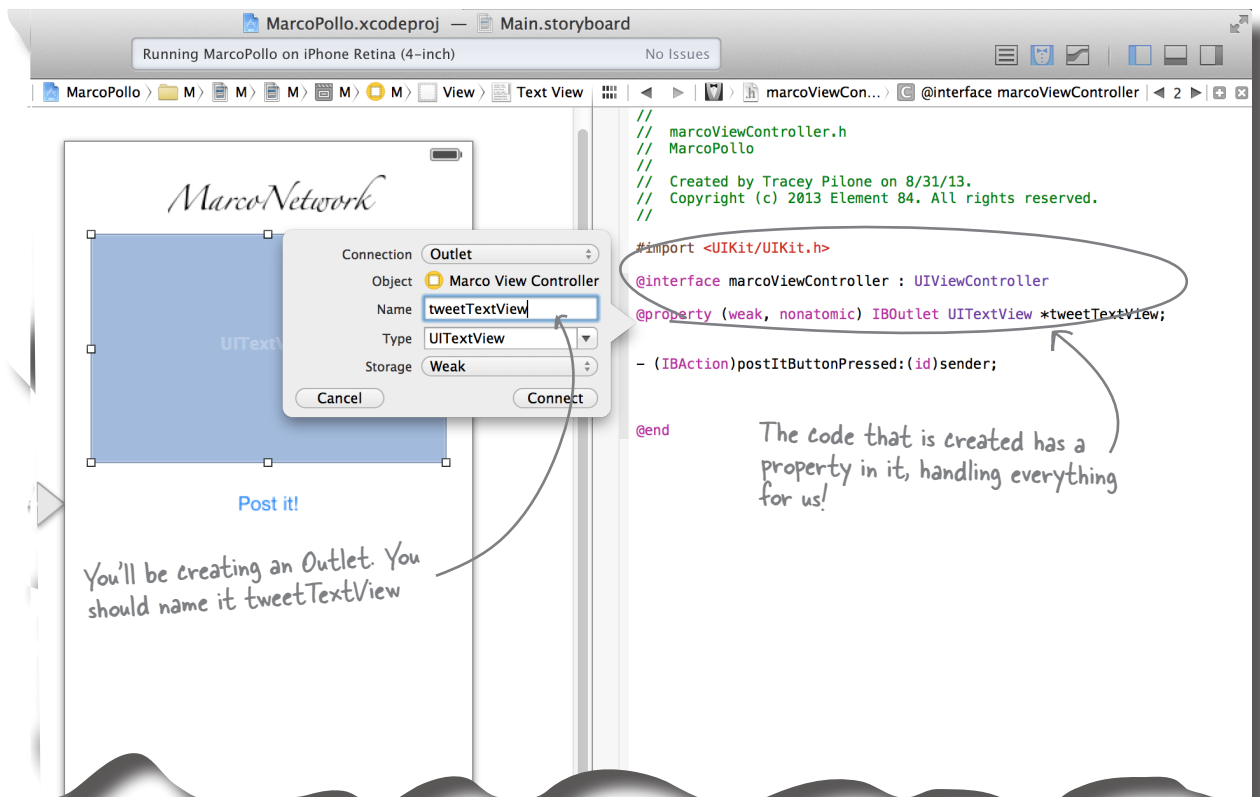 MarcoPollo.xcodeproj — Main.storyboard
Running MarcoPollo on iPhone Retina (4-inch) No Issues
MarcoPollo 〉 M 〉 M 〉 M 〉 M 〉 M 〉 View 〉 Text View
marcoViewCon... 〉 C @interface marcoViewController 2
MarcoNetwork
UITextV
Connection Outlet
Object Marco View Controller
Name tweetTextView
Type UITextView
Storage Weak
Cancel Connect
Post it!
You'll be creating an Outlet. You
should name it tweetTextView
//
// marcoViewController.h
// MarcoPollo
//
// Created by Tracey Pilone on 8/31/13.
// Copyright (c) 2013 Element 84. All rights reserved.
//
#import <UIKit/UIKit.h>
@interface marcoViewController : UIViewController
@property (weak, nonatomic) IBOutlet UITextView *tweetTextView;
- (IBAction)postItButtonPressed:(id)sender;
@end
The code that is created has a
property in it, handling everything
for us!